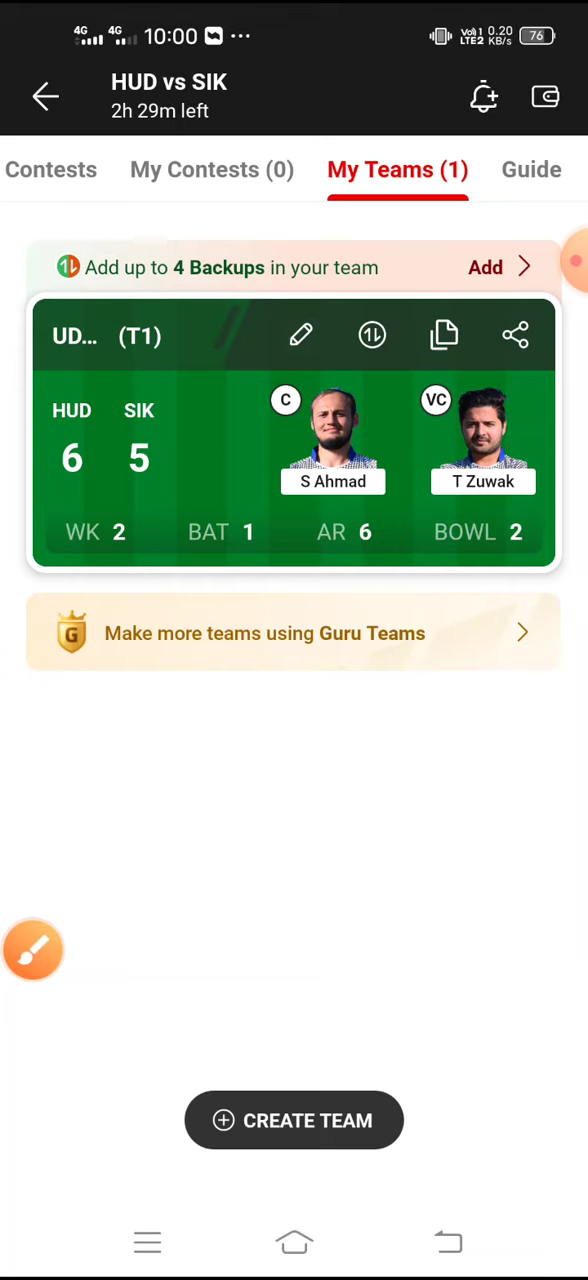 4G 4G 10:00 ... Vo) 1 LTE2 0.20 KB/s 76
HUD vs SIK
2h 29m left
Contests My Contests (0) My Teams (1) Guide
Add up to 4 Backups in your team Add
UD... (T1)
HUD SIK C VC
6 5
S Ahmad T Zuwak
WK 2 BAT 1 AR 6 BOWL 2
G Make more teams using Guru Teams
CREATE TEAM